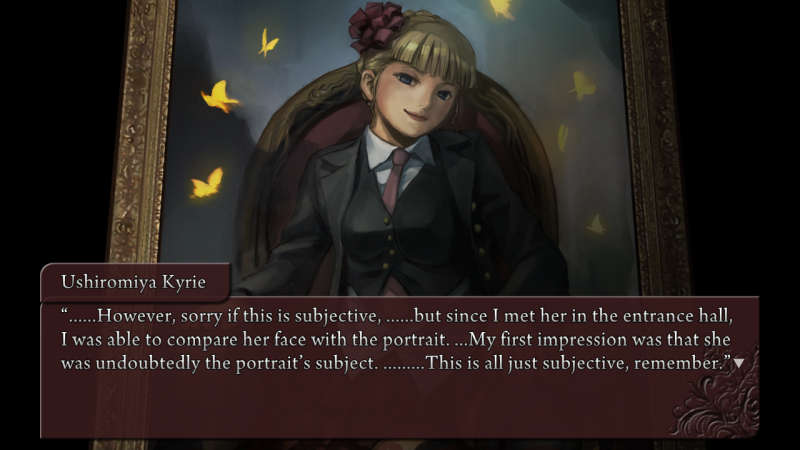 Ushiromiya Kyrie
“......However, sorry if this is subjective, ......but since I met her in the entrance hall,
I was able to compare her face with the portrait. ...My first impression was that she
was undoubtedly the portrait’s subject. .........This is all just subjective, remember.”